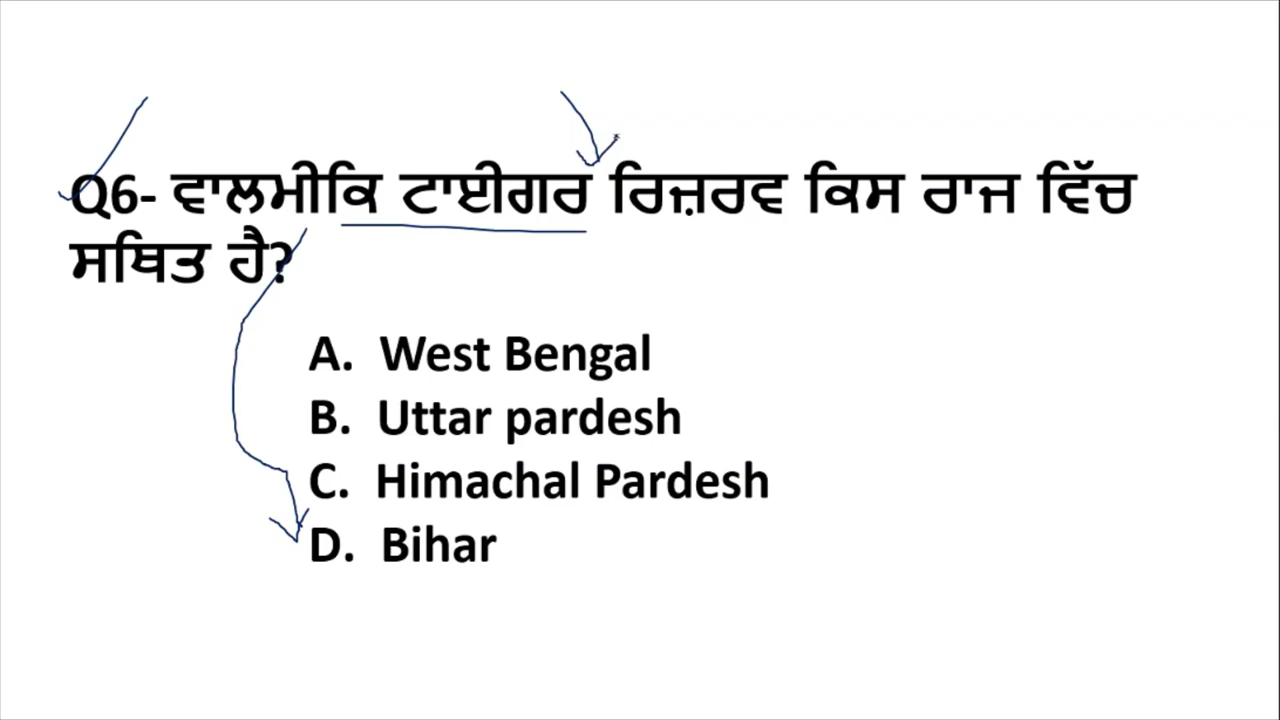 Q6- ਵਾਲਮੀਕਿ ਟਾਈਗਰ ਰਿਜ਼ਰਵ ਕਿਸ ਰਾਜ ਵਿੱਚ
ਸਥਿਤ ਹੈ?
A. West Bengal
B. Uttar pardesh
C. Himachal Pardesh
D. Bihar